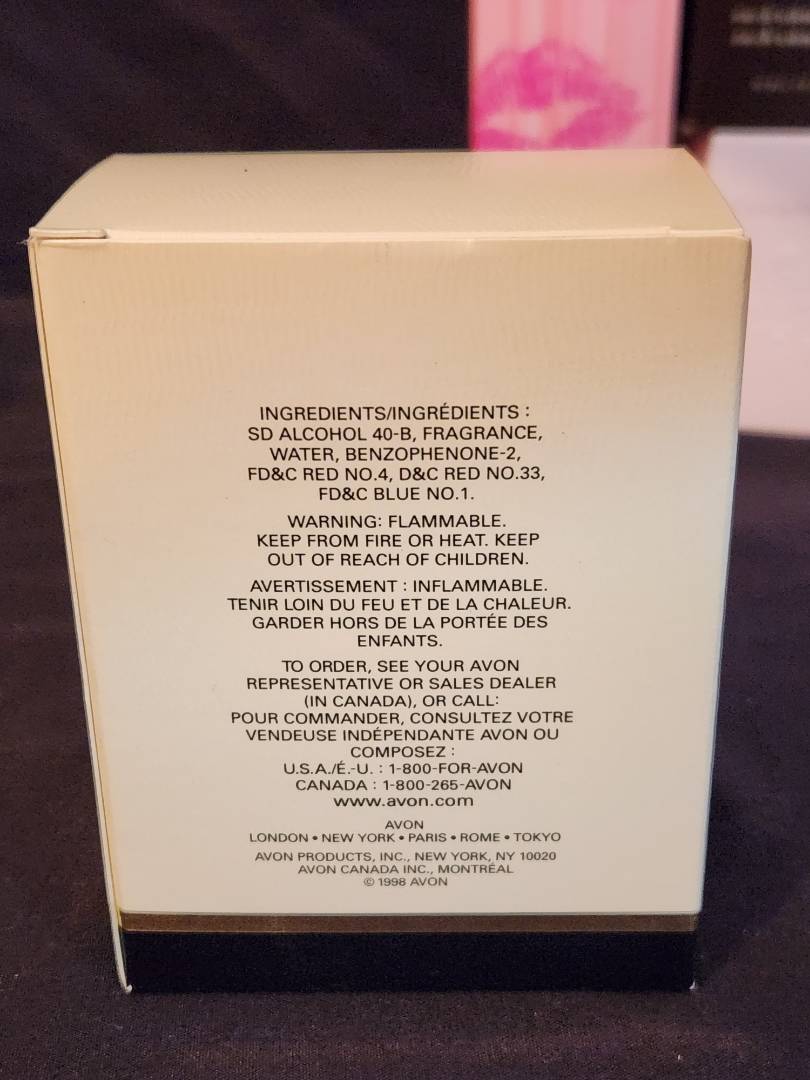 INGREDIENTS/INGRÉDIENTS :
SD ALCOHOL 40-B, FRAGRANCE,
WATER, BENZOPHENONE-2,
FD&C RED NO.4, D&C RED NO.33,
FD&C BLUE NO.1.
WARNING: FLAMMABLE.
KEEP FROM FIRE OR HEAT. KEEP
OUT OF REACH OF CHILDREN.
AVERTISSEMENT : INFLAMMABLE.
TENIR LOIN DU FEU ET DE LA CHALEUR.
GARDER HORS DE LA PORTÉE DES
ENFANTS.
TO ORDER, SEE YOUR AVON
REPRESENTATIVE OR SALES DEALER
(IN CANADA), OR CALL:
POUR COMMANDER, CONSULTEZ VOTRE
VENDEUSE INDÉPENDANTE AVON OU
COMPOSEZ :
U.S.A./É.-U. : 1-800-FOR-AVON
CANADA : 1-800-265-AVON
www.avon.com
AVON
LONDON • NEW YORK • PARIS • ROME • TOKYO
AVON PRODUCTS, INC., NEW YORK, NY 10020
AVON CANADA INC., MONTRÉAL
© 1998 AVON